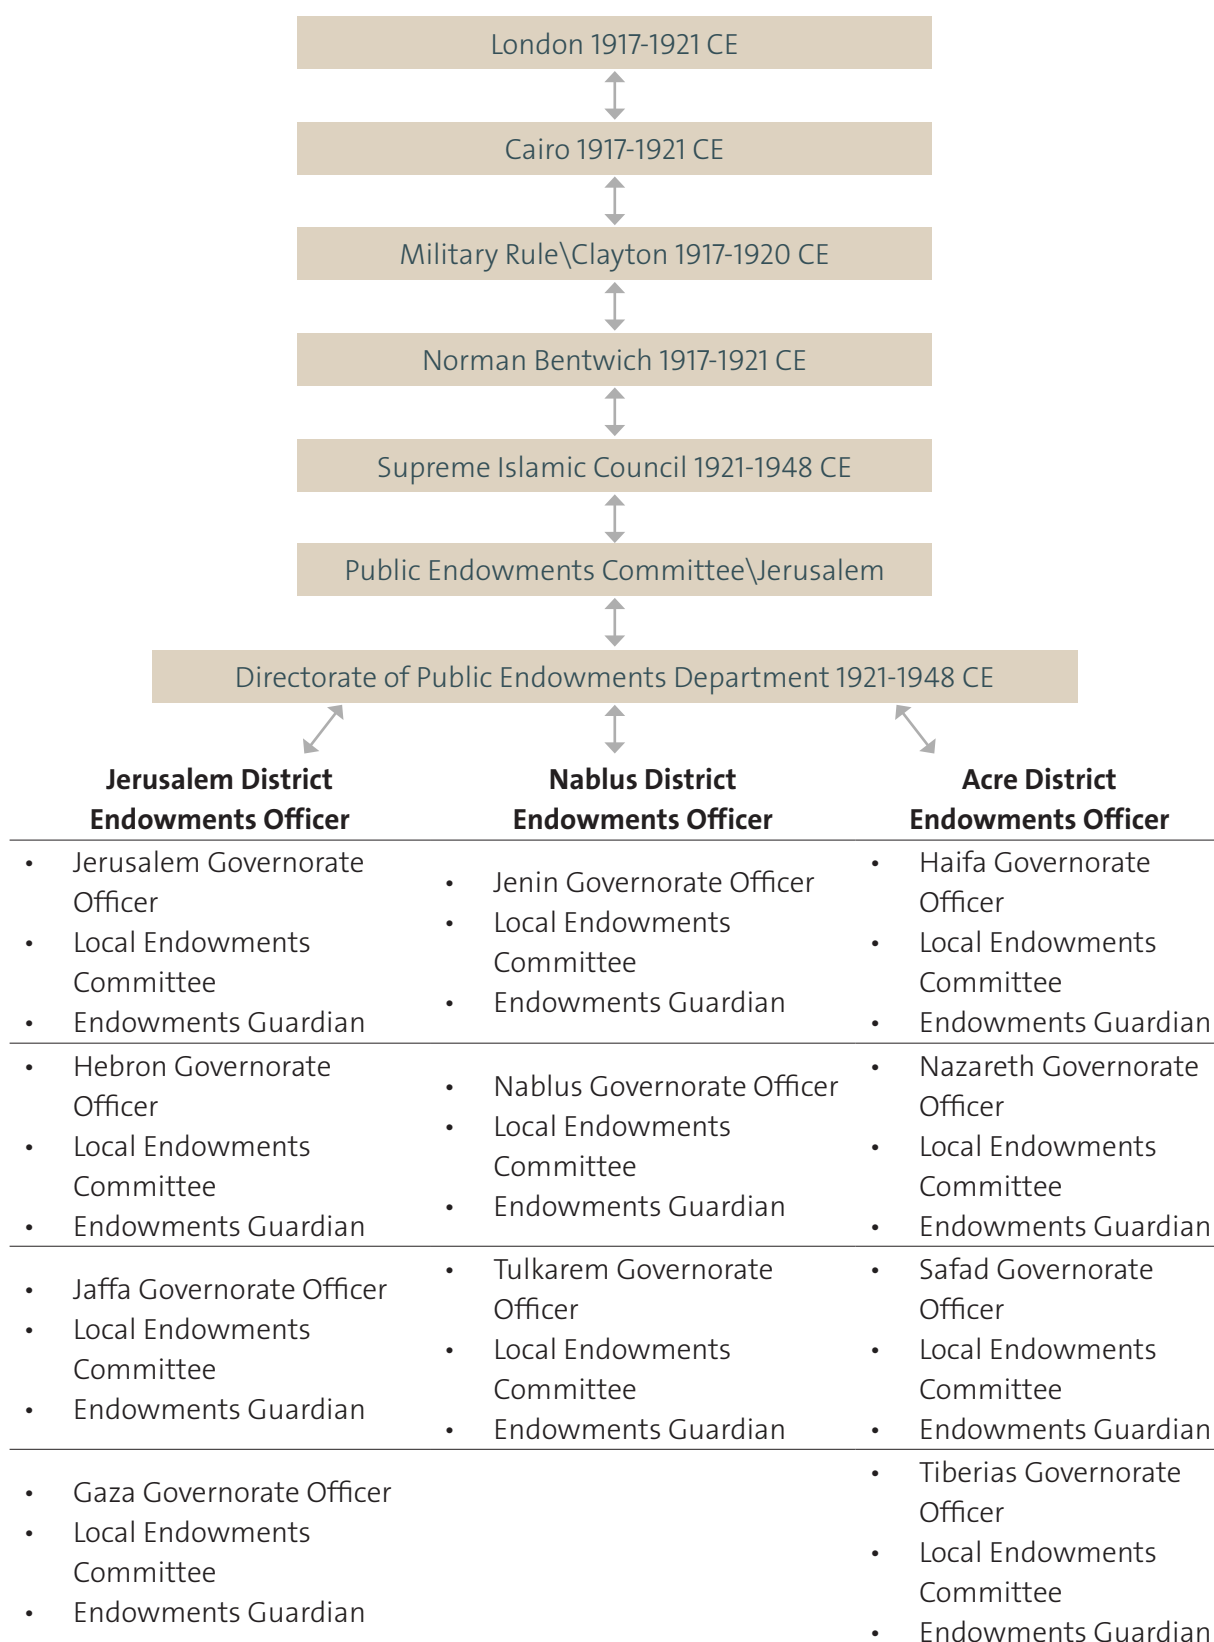 London 1917-1921 CE
Cairo 1917-1921 CE
Military Rule\Clayton 1917-1920 CE
Norman Bentwich 1917-1921 CE
Supreme Islamic Council 1921-1948 CE
Public Endowments Committee\Jerusalem
Directorate of Public Endowments Department 1921-1948 CE
Jerusalem District
Endowments Officer
Nablus District
Endowments Officer
Acre District
Endowments Officer
• Jerusalem Governorate
Officer
• Local Endowments
Committee
• Endowments Guardian
• Jenin Governorate Officer
• Local Endowments
Committee
• Endowments Guardian
• Haifa Governorate
Officer
• Local Endowments
Committee
• Endowments Guardian
• Hebron Governorate
Officer
• Local Endowments
Committee
• Endowments Guardian
• Nablus Governorate Officer
• Local Endowments
Committee
• Endowments Guardian
• Nazareth Governorate
Officer
• Local Endowments
Committee
• Endowments Guardian
• Jaffa Governorate Officer
• Local Endowments
Committee
• Endowments Guardian
• Tulkarem Governorate
Officer
• Local Endowments
Committee
• Endowments Guardian
• Safad Governorate
Officer
• Local Endowments
Committee
• Endowments Guardian
• Gaza Governorate Officer
• Local Endowments
Committee
• Endowments Guardian
• Tiberias Governorate
Officer
• Local Endowments
Committee
• Endowments Guardian